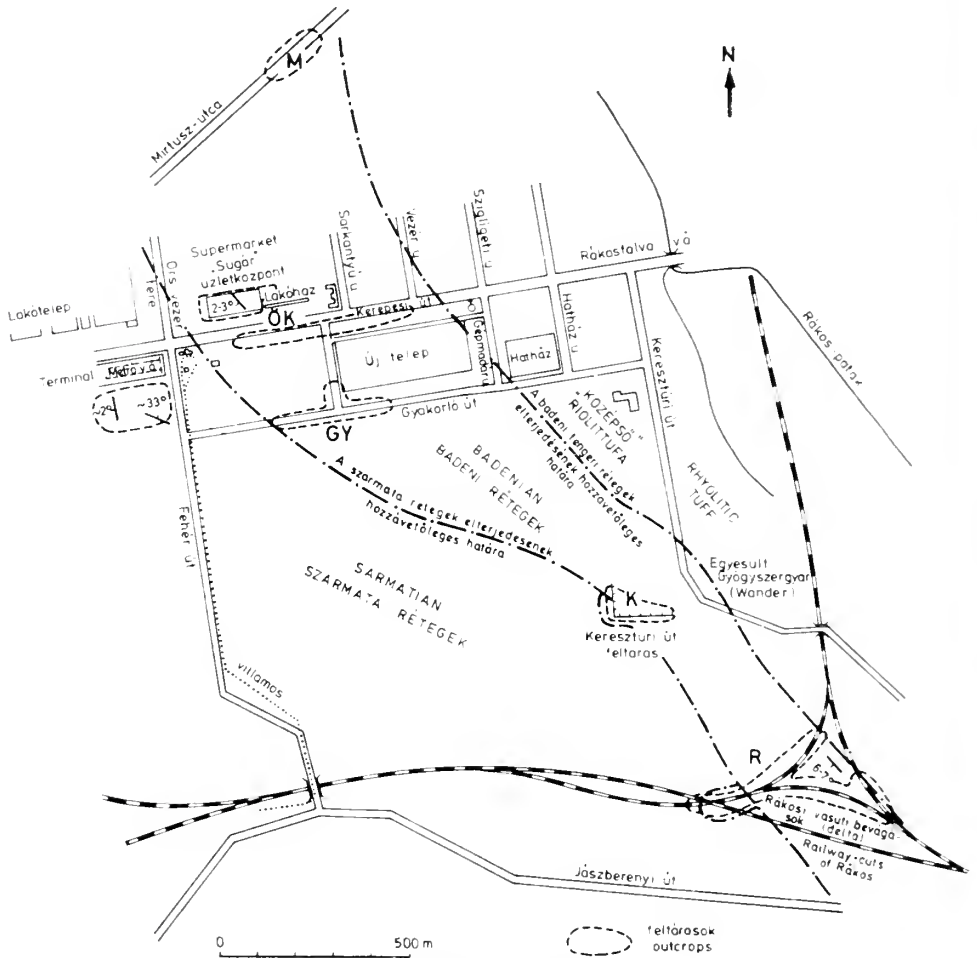 N
M
Mirtusz-utca
Supermarket
"Sugár"
üzletközpont
Örs vezér
tere
Sarkantyú u
Vezér u
Szigligeti u
Rákosfalva
Lakótelep
2-3°
Lakóház
ÖK
Kerepesi út
Új telep
Gépmadár u
Hatház
Hatház u
Keresztúri út
Rákos patak
Terminal
~2°
~33°
Gyakorló út
GY
"KÖZÉPSŐ"
RIOLITTUFA
RHYOLITIC
TUFF
A badeni tengeri rétegek
elterjedésének hozzávetőleges
határa
BADENIAN
BADENI RÉTEGEK
A szarmata rétegek elterjedésének
hozzávetőleges határa
Fehér út
SARMATIAN
SZARMATA RÉTEGEK
Egyesült
Gyógyszergyár
(Wander)
K
Keresztúri út
feltárás
villamos
R
6-7°
Rákosi vasúti bevágá-
sok (delta)
Railway-cuts
of Rákos
Jászberényi út
0 500 m
feltárások
outcrops